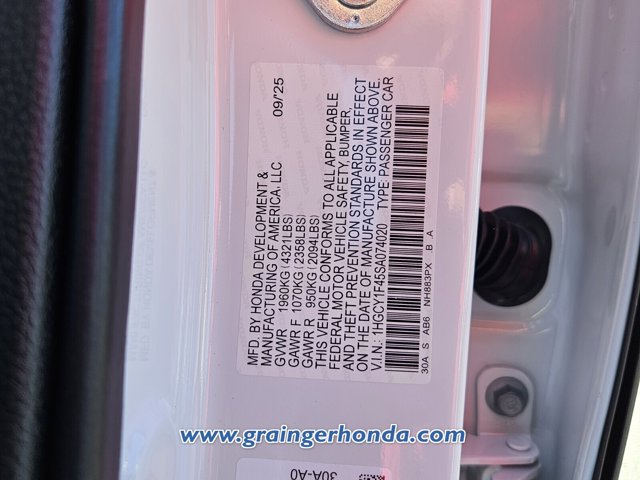 MFD. BY HONDA DEVELOPMENT & 09/'25
MANUFACTURING OF AMERICA, LLC
GVWR 1960KG (4321LBS)
GAWR F 1070KG (2358LBS)
GAWR R 950KG (2094LBS)
THIS VEHICLE CONFORMS TO ALL APPLICABLE
FEDERAL MOTOR VEHICLE SAFETY, BUMPER,
AND THEFT PREVENTION STANDARDS IN EFFECT
ON THE DATE OF MANUFACTURE SHOWN ABOVE.
V.I.N.: 1HGCY1F45SA074020 TYPE: PASSENGER CAR
30A S AB6 NH883PX B A
30A-A0
www.graingerhonda.com